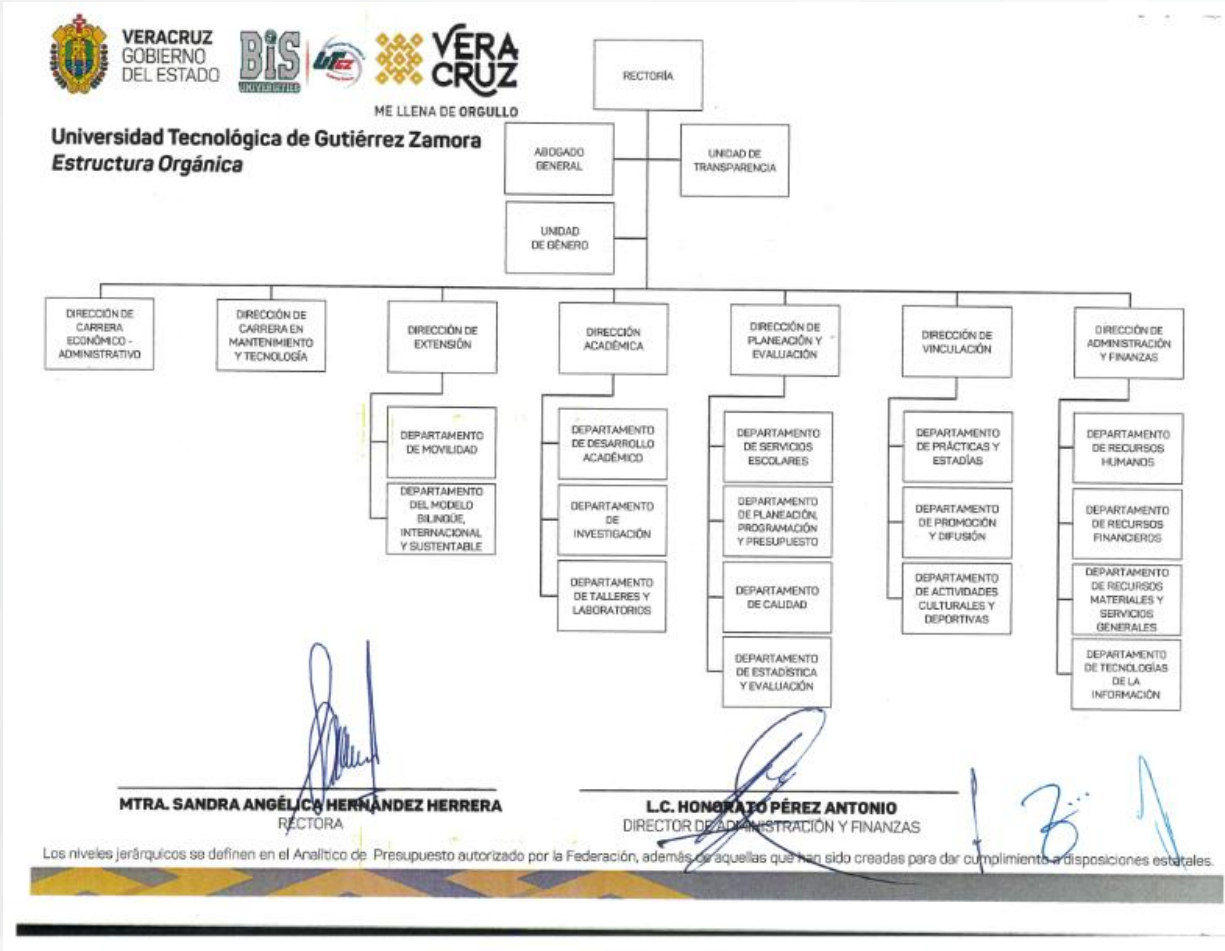 VERACRUZ
GOBIERNO
DEL ESTADO
BIS
UNIVERSITIES
UTGZ
VERA
CRUZ
ME LLENA DE ORGULLO
Universidad Tecnológica de Gutiérrez Zamora
Estructura Orgánica
RECTORÍA
ABOGADO
GENERAL
UNIDAD DE
TRANSPARENCIA
UNIDAD
DE GÉNERO
DIRECCIÓN DE
CARRERA
ECONÓMICO -
ADMINISTRATIVO
DIRECCIÓN DE
CARRERA EN
MANTENIMIENTO
Y TECNOLOGÍA
DIRECCIÓN DE
EXTENSIÓN
DIRECCIÓN
ACADÉMICA
DIRECCIÓN DE
PLANEACIÓN Y
EVALUACIÓN
DIRECCIÓN DE
VINCULACIÓN
DIRECCIÓN DE
ADMINISTRACIÓN
Y FINANZAS
DEPARTAMENTO
DE MOVILIDAD
DEPARTAMENTO
DEL MODELO
BILINGÜE,
INTERNACIONAL
Y SUSTENTABLE
DEPARTAMENTO
DE DESARROLLO
ACADÉMICO
DEPARTAMENTO
DE
INVESTIGACIÓN
DEPARTAMENTO
DE TALLERES Y
LABORATORIOS
DEPARTAMENTO
DE SERVICIOS
ESCOLARES
DEPARTAMENTO
DE PLANEACIÓN,
PROGRAMACIÓN
Y PRESUPUESTO
DEPARTAMENTO
DE CALIDAD
DEPARTAMENTO
DE ESTADÍSTICA
Y EVALUACIÓN
DEPARTAMENTO
DE PRÁCTICAS Y
ESTADÍAS
DEPARTAMENTO
DE PROMOCIÓN
Y DIFUSIÓN
DEPARTAMENTO
DE ACTIVIDADES
CULTURALES Y
DEPORTIVAS
DEPARTAMENTO
DE RECURSOS
HUMANOS
DEPARTAMENTO
DE RECURSOS
FINANCIEROS
DEPARTAMENTO
DE RECURSOS
MATERIALES Y
SERVICIOS
GENERALES
DEPARTAMENTO
DE TECNOLOGÍAS
DE LA
INFORMACIÓN
MTRA. SANDRA ANGÉLICA HERNÁNDEZ HERRERA
RECTORA
L.C. HONORATO PÉREZ ANTONIO
DIRECTOR DE ADMINISTRACIÓN Y FINANZAS
Los niveles jerárquicos se definen en el Analítico de Presupuesto autorizado por la Federación, además de aquellas que han sido creadas para dar cumplimiento a disposiciones estatales.